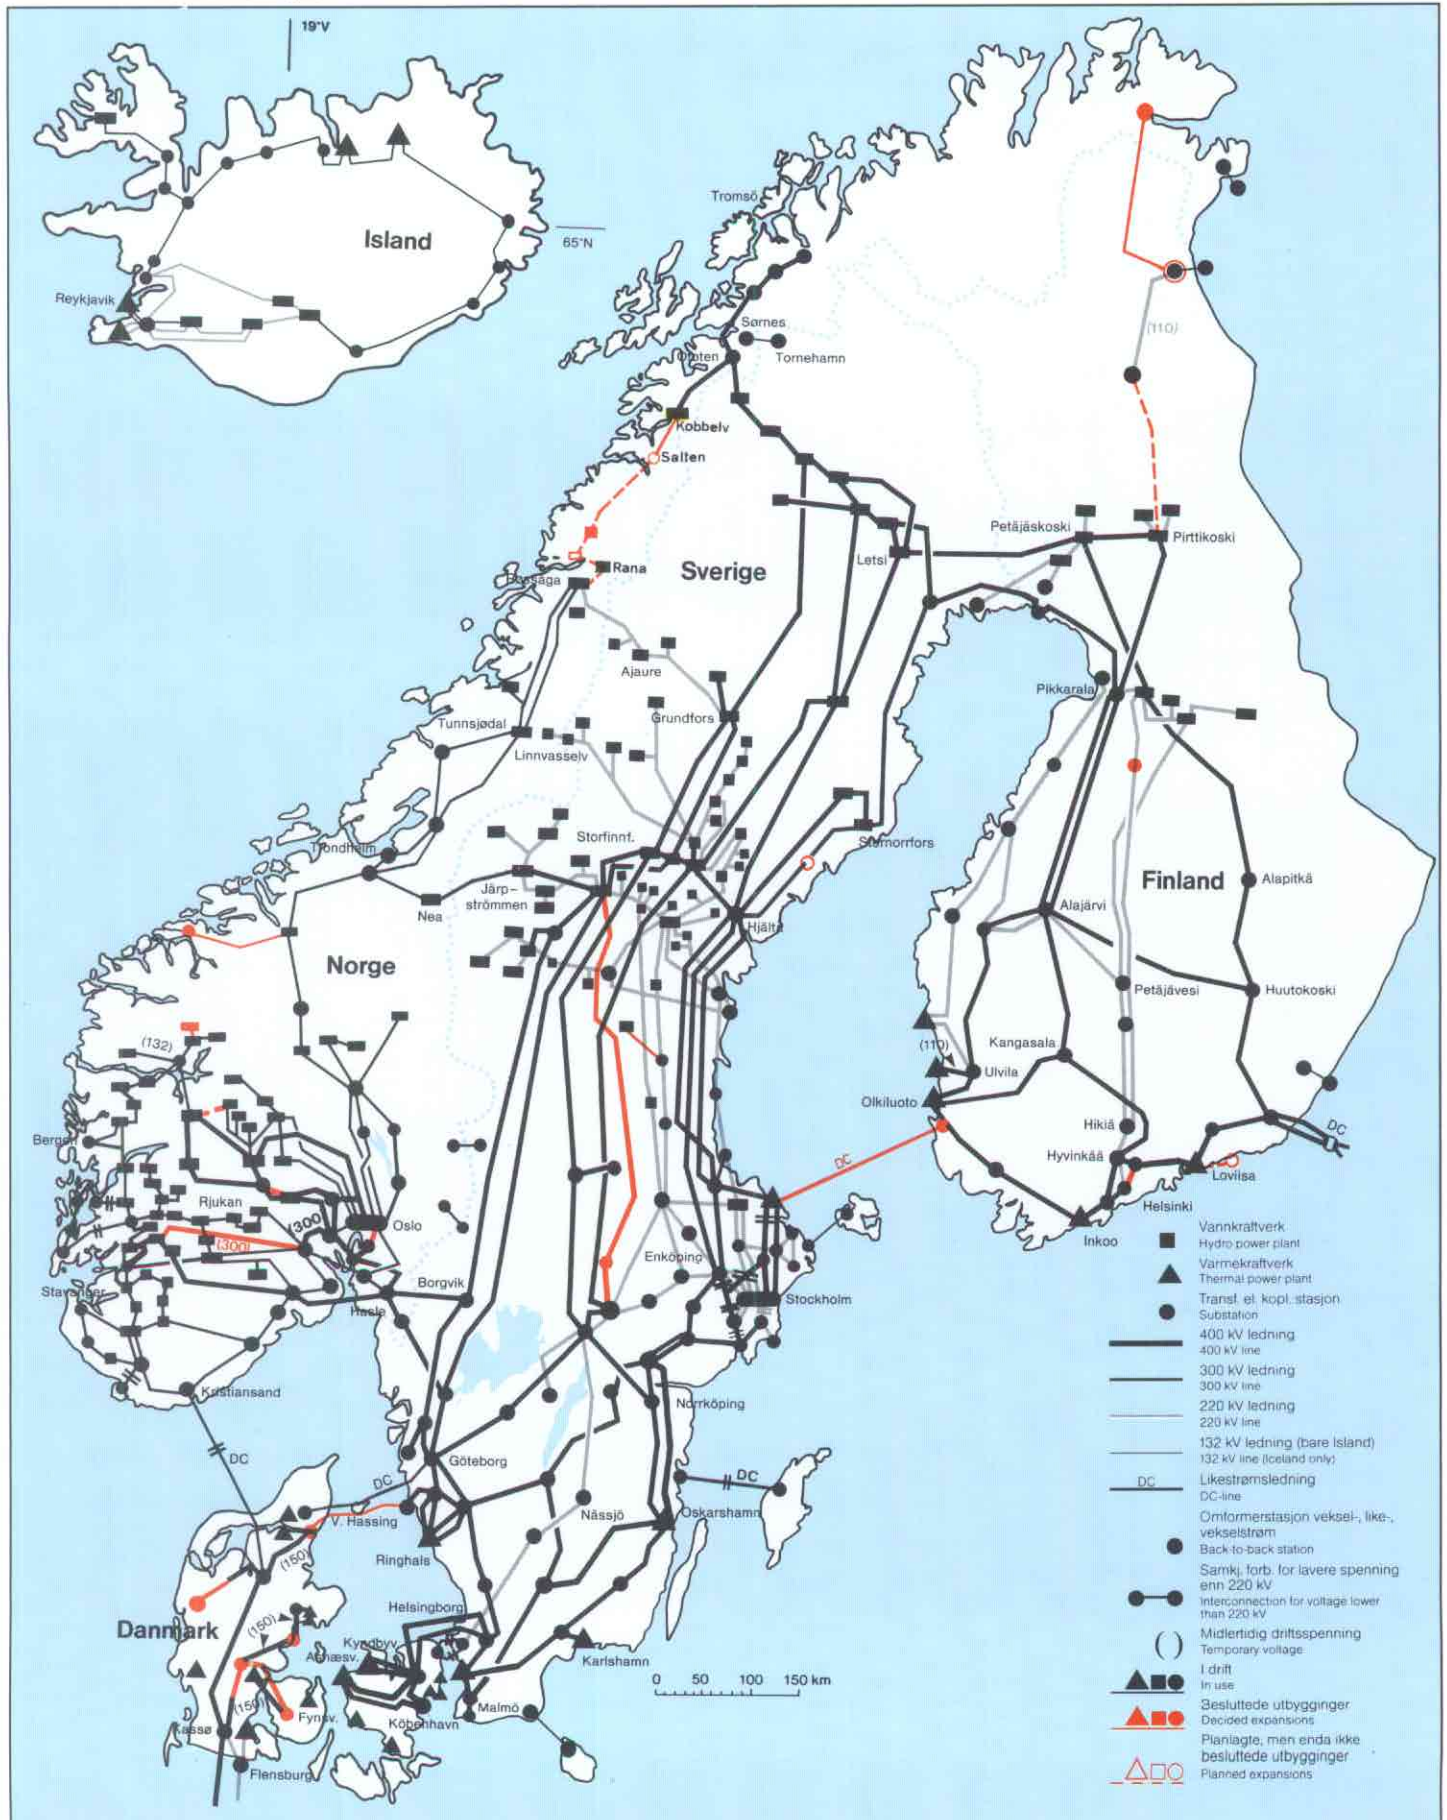 19°V
Island
65°N
Reykjavik
Tromsö
Sørnes
Tornehamn
Kobbelv
Salten
(110)
Petäjäskoski
Pirttikoski
Letsi
Sverige
Rana
Ajaure
Pikkarala
Grundfors
Tunnsjødal
Linnvasselv
Storfinnf.
Stornorrfors
Trondheim
Finland
Alapitkä
Järp-
strömmen
Nea
Alajärvi
Hjälta
Norge
Petäjävesi
Huutokoski
(132)
(110)
Kangasala
Ulvila
Olkiluoto
Bergen
Hikiä
DC
DC
Hyvinkää
Loviisa
Rjukan
Helsinki
(300)
Oslo
Inkoo
(300)
Enköping
Borgvik
Stavanger
Stockholm
Hasle
Kristiansand
Norrköping
DC
Göteborg
DC
DC
V. Hassing
Nässjö
Oskarshamn
(150)
Ringhals
Helsingborg
Danmark
(150)
Kyndbyv.
Asnæsv.
Karlshamn
(150)
Fynsv.
Köbenhavn
Malmö
Kassø
Flensburg
0 50 100 150 km
Vannkraftverk
Hydro power plant
Varmekraftverk
Thermal power plant
Transf. el. kopl. stasjon
Substation
400 kV ledning
400 kV line
300 kV ledning
300 kV line
220 kV ledning
220 kV line
132 kV ledning (bare Island)
132 kV line (Iceland only)
DC
Likestrømsledning
DC-line
Omformerstasjon veksel-, like-,
vekselstrøm
Back-to-back station
Samkj. forb. for lavere spenning
enn 220 kV
Interconnection for voltage lower
than 220 kV
( )
Midlertidig driftsspenning
Temporary voltage
I drift
In use
Besluttede utbygginger
Decided expansions
Planlagte, men enda ikke
besluttede utbygginger
Planned expansions